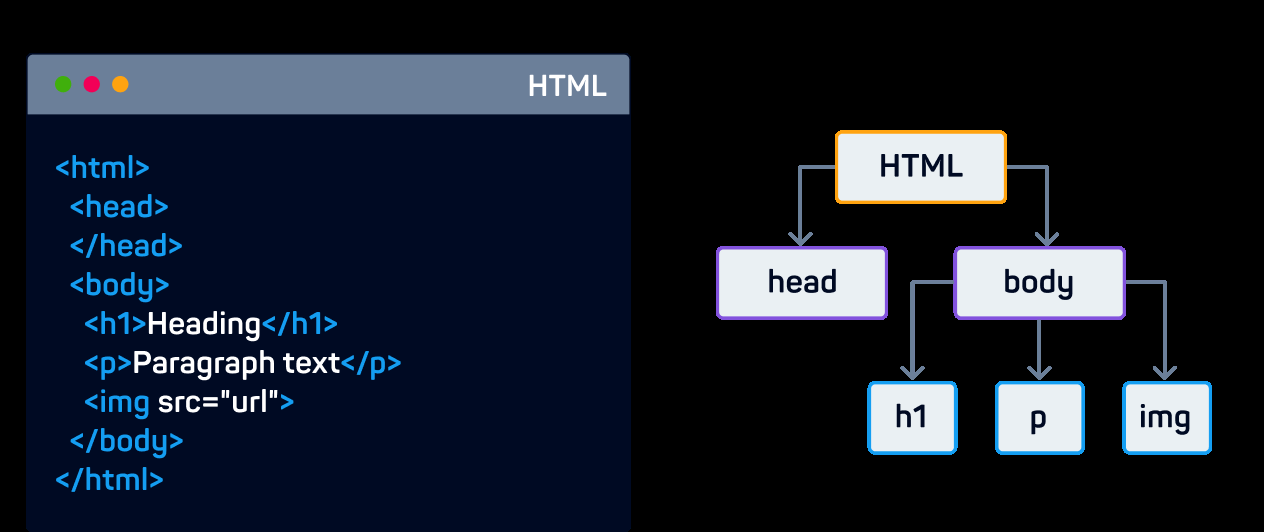 HTML
<html>
<head>
</head>
<body>
<h1>Heading</h1>
<p>Paragraph text</p>
<img src="url">
</body>
</html>
HTML
head
body
h1
p
img